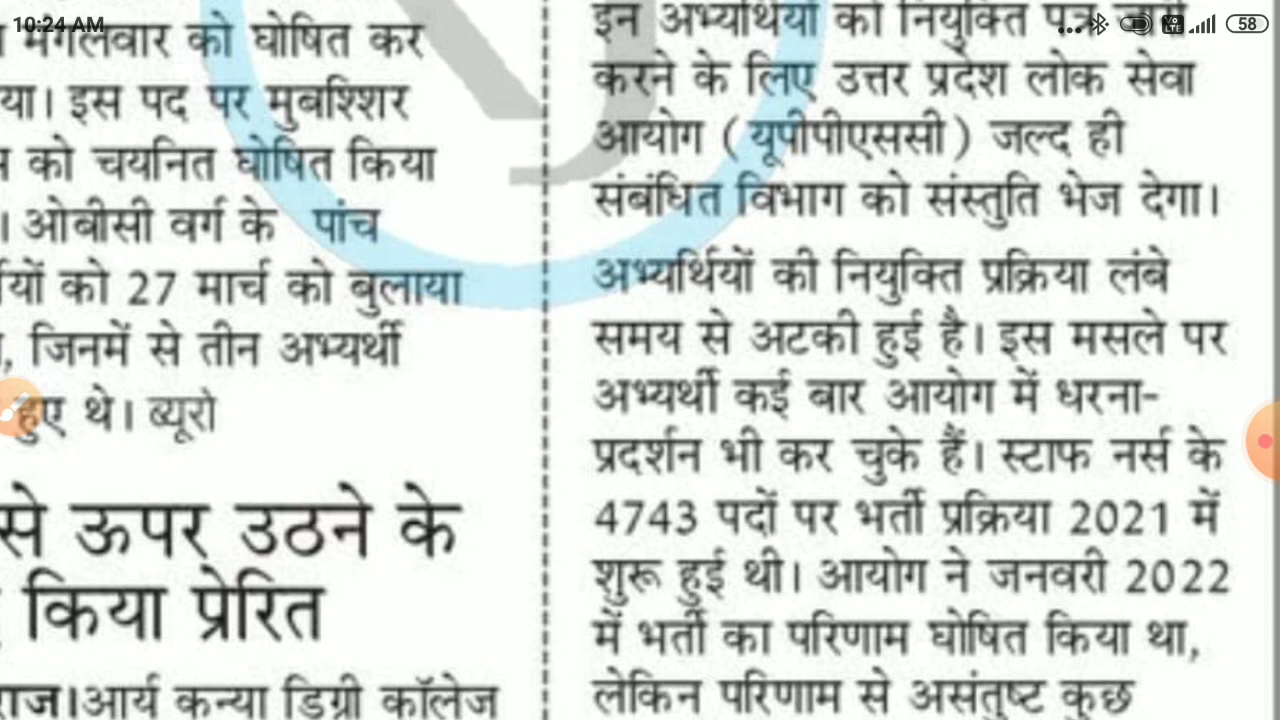 10:24 AM
58
मंगलवार को घोषित कर
या। इस पद पर मुबश्शिर
को चयनित घोषित किया
। ओबीसी वर्ग के पांच
र्थियों को 27 मार्च को बुलाया
, जिनमें से तीन अभ्यर्थी
हुए थे। ब्यूरो
से ऊपर उठने के
किया प्रेरित
राज।आर्य कन्या डिग्री कॉलेज
इन अभ्यर्थियों को नियुक्ति पत्र
करने के लिए उत्तर प्रदेश लोक सेवा
आयोग (यूपीपीएससी) जल्द ही
संबंधित विभाग को संस्तुति भेज देगा।
अभ्यर्थियों की नियुक्ति प्रक्रिया लंबे
समय से अटकी हुई है। इस मसले पर
अभ्यर्थी कई बार आयोग में धरना-
प्रदर्शन भी कर चुके हैं। स्टाफ नर्स के
4743 पदों पर भर्ती प्रक्रिया 2021 में
शुरू हुई थी। आयोग ने जनवरी 2022
में भर्ती का परिणाम घोषित किया था,
लेकिन परिणाम से असंतुष्ट कुछ